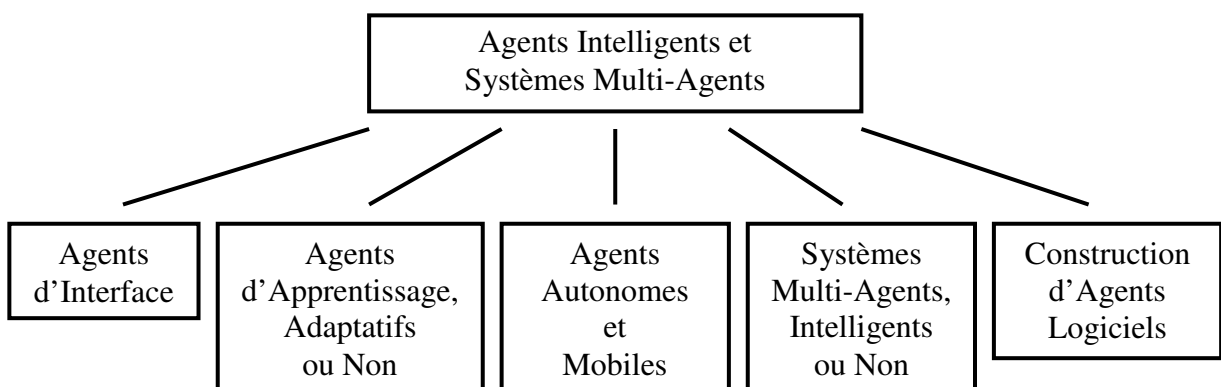 Agents Intelligents et
Systèmes Multi-Agents
Agents
d’Interface
Agents
d’Apprentissage,
Adaptatifs
ou Non
Agents
Autonomes
et
Mobiles
Systèmes
Multi-Agents,
Intelligents
ou Non
Construction
d’Agents
Logiciels